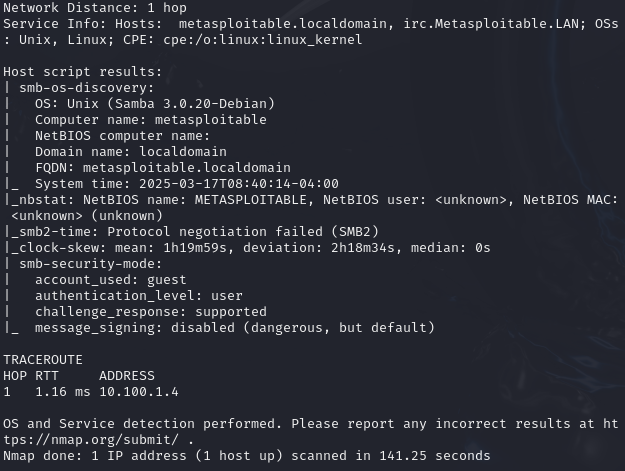 Network Distance: 1 hop
Service Info: Hosts:  metasploitable.localdomain, irc.Metasploitable.LAN; OSs
: Unix, Linux; CPE: cpe:/o:linux:linux_kernel

Host script results:
| smb-os-discovery:
|   OS: Unix (Samba 3.0.20-Debian)
|   Computer name: metasploitable
|   NetBIOS computer name:
|   Domain name: localdomain
|   FQDN: metasploitable.localdomain
|_  System time: 2025-03-17T08:40:14-04:00
|_nbstat: NetBIOS name: METASPLOITABLE, NetBIOS user: <unknown>, NetBIOS MAC:
 <unknown> (unknown)
|_smb2-time: Protocol negotiation failed (SMB2)
|_clock-skew: mean: 1h19m59s, deviation: 2h18m34s, median: 0s
| smb-security-mode:
|   account_used: guest
|   authentication_level: user
|   challenge_response: supported
|_  message_signing: disabled (dangerous, but default)

TRACEROUTE
HOP RTT     ADDRESS
1   1.16 ms 10.100.1.4

OS and Service detection performed. Please report any incorrect results at ht
tps://nmap.org/submit/ .
Nmap done: 1 IP address (1 host up) scanned in 141.25 seconds